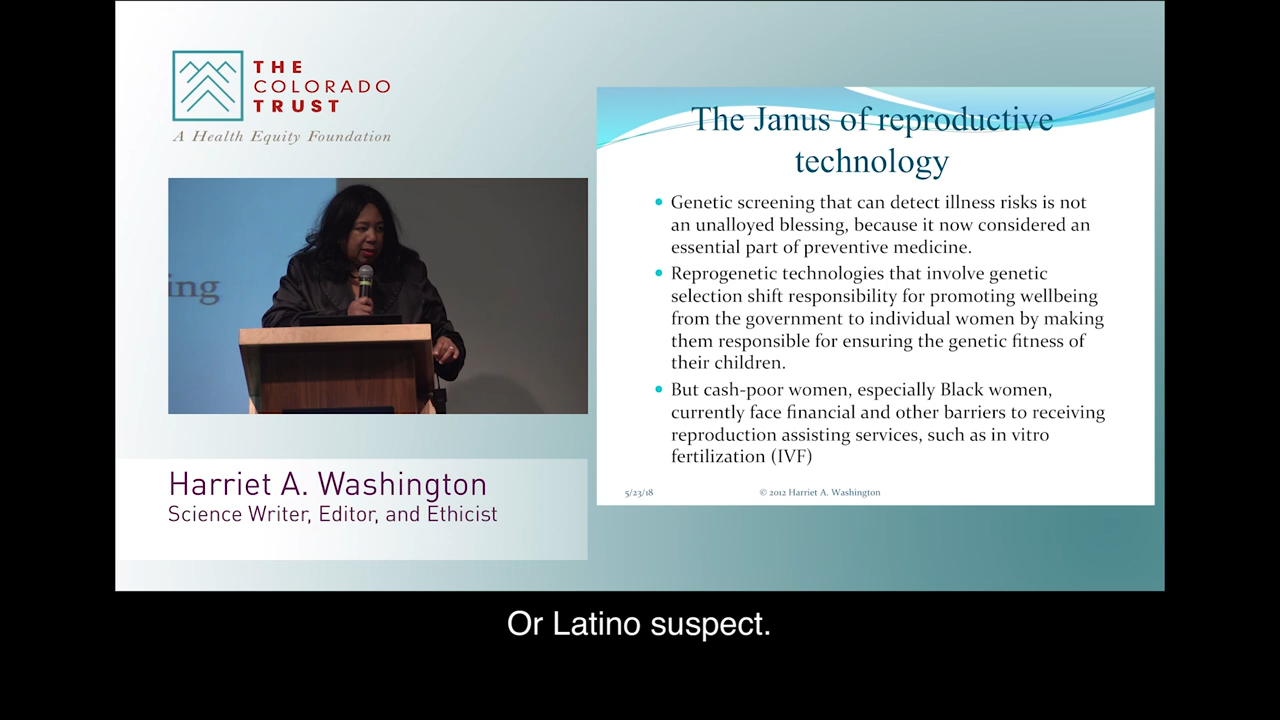 THE
COLORADO
TRUST
A Health Equity Foundation
ing
Harriet A. Washington
Science Writer, Editor, and Ethicist
The Janus of reproductive
technology
• Genetic screening that can detect illness risks is not
an unalloyed blessing, because it now considered an
essential part of preventive medicine.
• Reprogenetic technologies that involve genetic
selection shift responsibility for promoting wellbeing
from the government to individual women by making
them responsible for ensuring the genetic fitness of
their children.
• But cash-poor women, especially Black women,
currently face financial and other barriers to receiving
reproduction assisting services, such as in vitro
fertilization (IVF)
5/23/18
© 2012 Harriet A. Washington
Or Latino suspect.